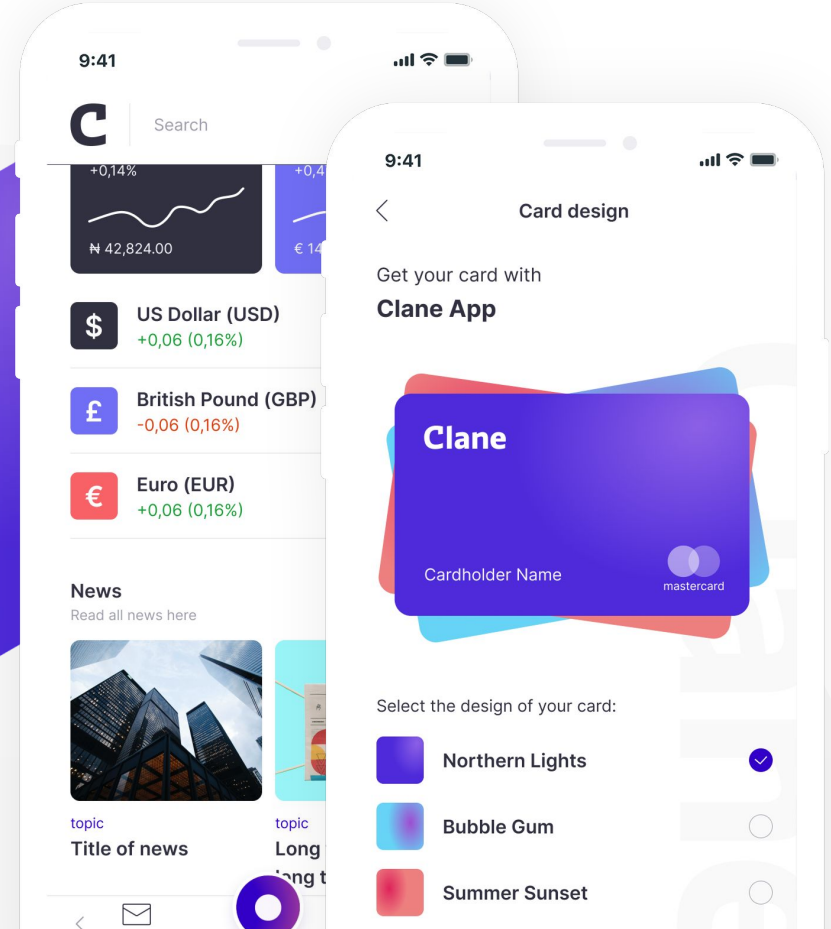 9:41
C
Search
+0,14%
+0,4
₦ 42,824.00
€ 14
$
US Dollar (USD)
+0,06 (0,16%)
£
British Pound (GBP)
-0,06 (0,16%)
€
Euro (EUR)
+0,06 (0,16%)
News
Read all news here
topic
Title of news
topic
Long
long t
9:41
Card design
Get your card with
Clane App
Clane
Cardholder Name
mastercard
Select the design of your card:
Northern Lights
Bubble Gum
Summer Sunset